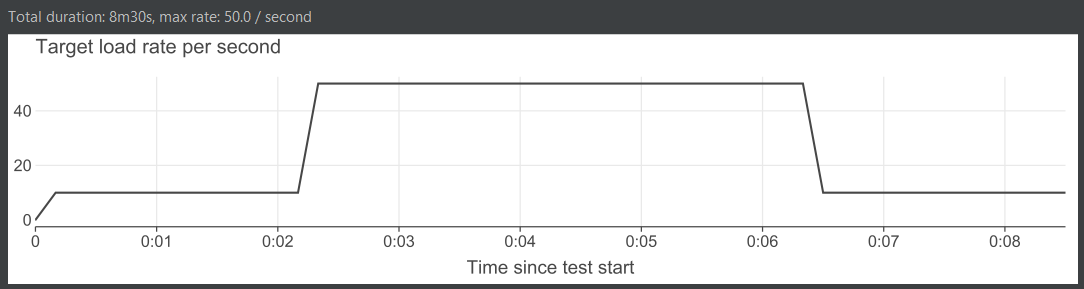 Total duration: 8m30s, max rate: 50.0 / second
Target load rate per second
40
20
0
0 0:01 0:02 0:03 0:04 0:05 0:06 0:07 0:08
Time since test start